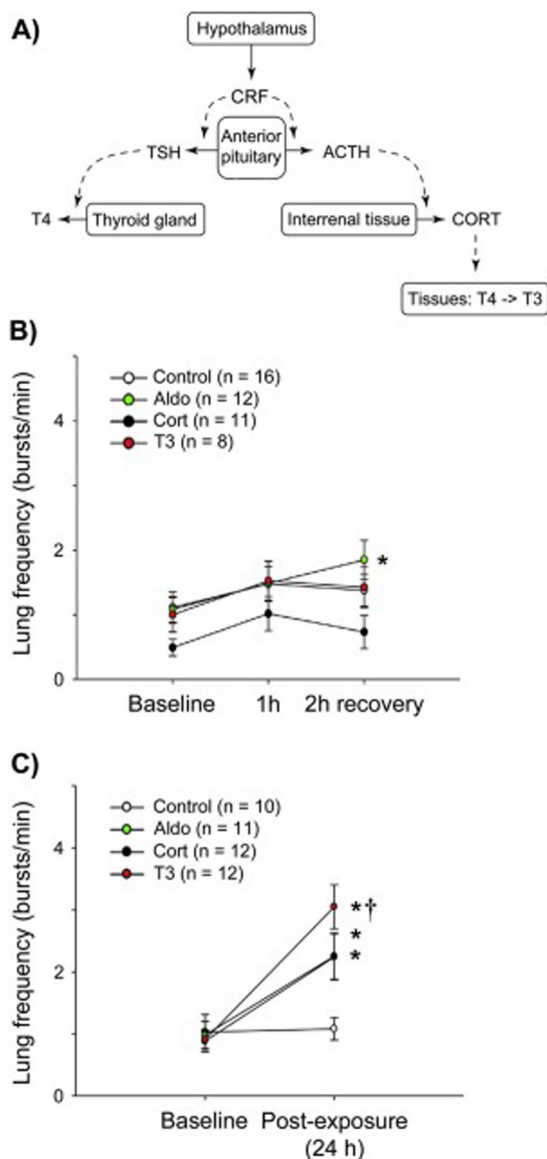 A)
Hypothalamus
CRF
TSH
Anterior
pituitary
ACTH
T4
Thyroid gland
Interrenal tissue
CORT
Tissues: T4 -> T3
B)
Lung frequency (bursts/min)
4
2
0
Control (n = 16)
Aldo (n = 12)
Cort (n = 11)
T3 (n = 8)
*
Baseline
1h
2h recovery
C)
Lung frequency (bursts/min)
4
2
0
Control (n = 10)
Aldo (n = 11)
Cort (n = 12)
T3 (n = 12)
*†
*
*
Baseline
Post-exposure
(24 h)